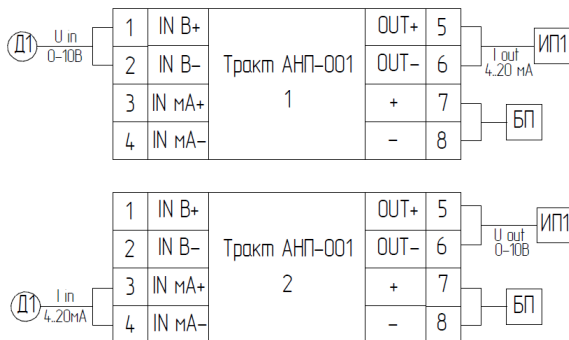 Д1 U in 0-10В 1 IN В+ OUT+ 5 ИП1
2 IN В- OUT- 6 I out 4..20 мА
Тракт АНП-001
3 IN мА+ 1 + 7 БП
4 IN мА- - 8
1 IN В+ OUT+ 5 ИП1
2 IN В- OUT- 6 U out 0-10В
Тракт АНП-001
Д1 I in 4..20мА 3 IN мА+ 2 + 7 БП
4 IN мА- - 8